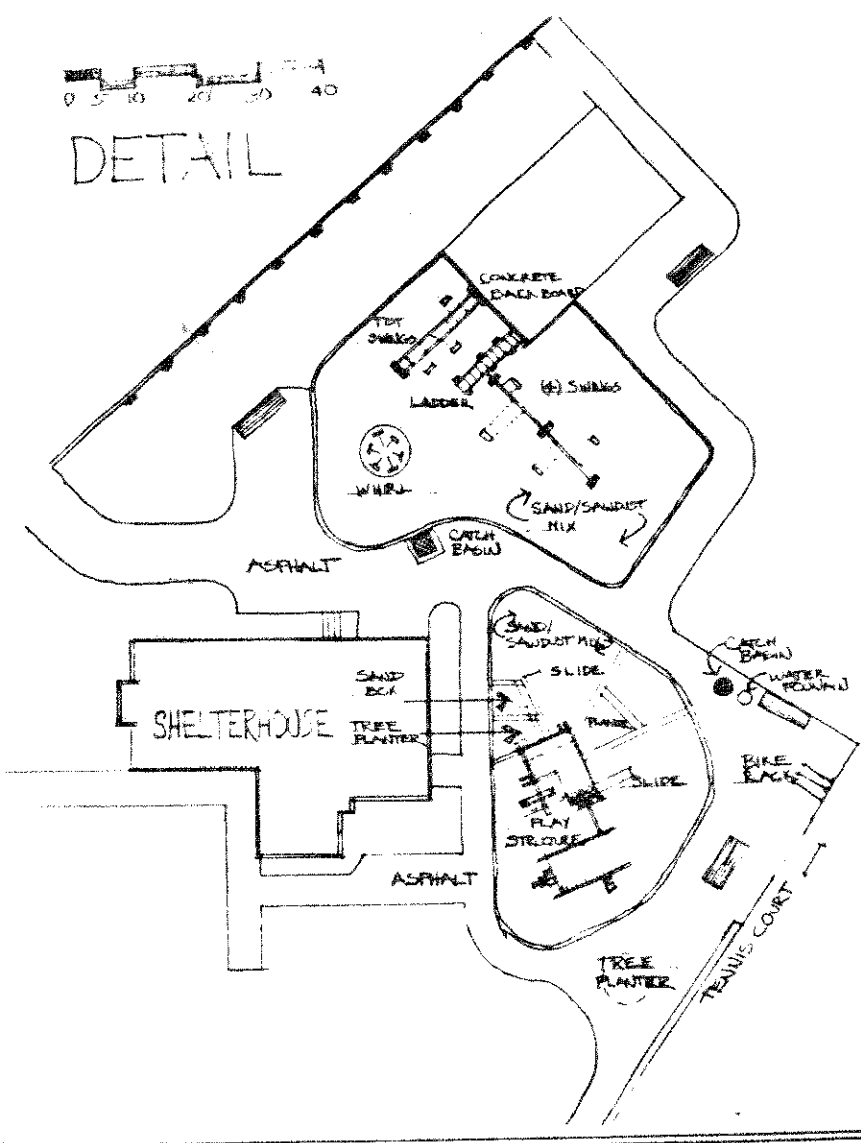 0 5 10 20 30 40
DETAIL
CONCRETE
BACKBOARD
TOT
SWINGS
LADDER
(4) SWINGS
WHIRL
SAND/SAWDUST
MIX
CATCH
BASIN
ASPHALT
SAND/
SAWDUST MIX
SLIDE
SAND
BOX
SHELTERHOUSE
TREE
PLANTER
CATCH
BASIN
WATER
FOUNTAIN
BIKE
RACK
SLIDE
PLAY
STRUCTURE
ASPHALT
TREE
PLANTER
TENNIS COURT